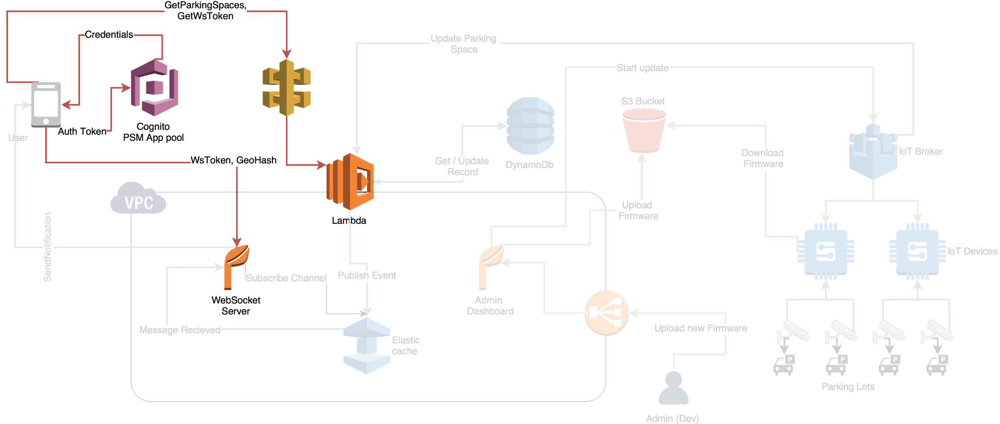 GetParkingSpaces,
GetWsToken
Credentials
Update Parking
Space
Start update
S3 Bucket
Auth Token
Cognito
PSM App pool
User
WsToken, GeoHash
Get / Update
Record
DynamoDb
Download
Firmware
IoT Broker
VPC
Upload
Firmware
Lambda
SendNotification
Subscribe Channel
Publish Event
IoT Devices
WebSocket
Server
Admin
Dashboard
Message Recieved
Upload new Firmware
Elastic
cache
P
P
P
P
Parking Lots
Admin (Dev)